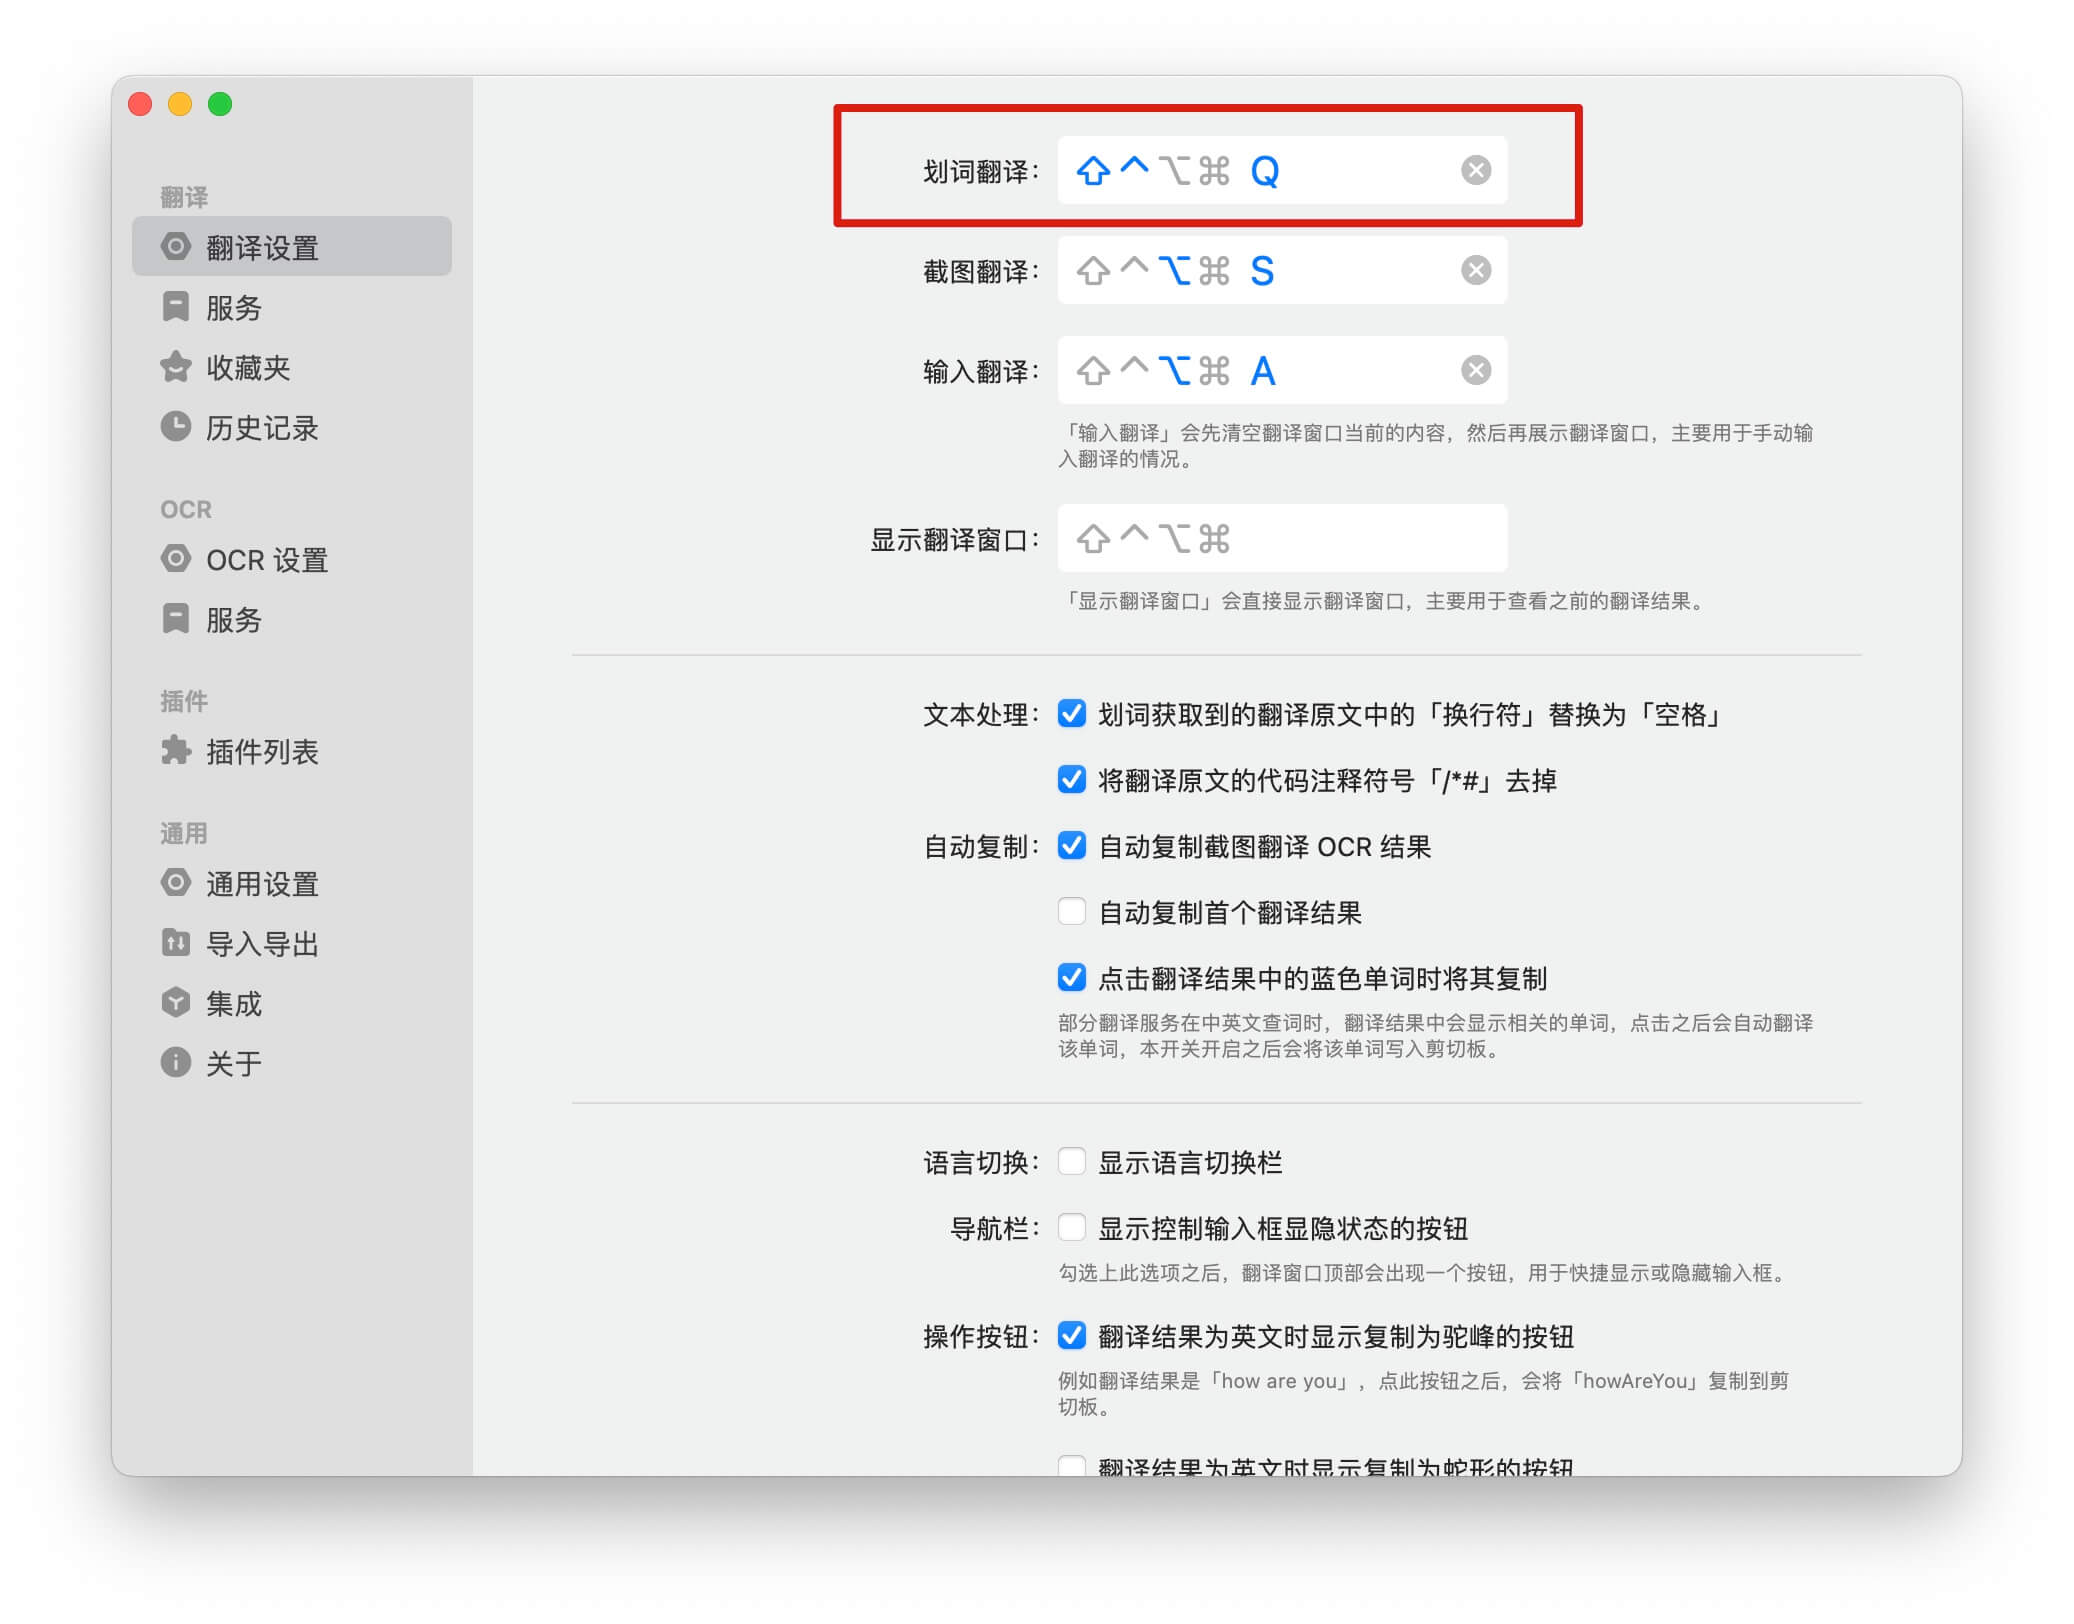 翻译
翻译设置
服务
收藏夹
历史记录
OCR
OCR 设置
服务
插件
插件列表
通用
通用设置
导入导出
集成
关于
划词翻译： ⇧⌃⌥⌘ Q
截图翻译： ⇧⌃⌥⌘ S
输入翻译： ⇧⌃⌥⌘ A
「输入翻译」会先清空翻译窗口当前的内容，然后再展示翻译窗口，主要用于手动输
入翻译的情况。
显示翻译窗口： ⇧⌃⌥⌘
「显示翻译窗口」会直接显示翻译窗口，主要用于查看之前的翻译结果。
文本处理： 划词获取到的翻译原文中的「换行符」替换为「空格」
将翻译原文的代码注释符号「/*#」去掉
自动复制： 自动复制截图翻译 OCR 结果
自动复制首个翻译结果
点击翻译结果中的蓝色单词时将其复制
部分翻译服务在中英文查词时，翻译结果中会显示相关的单词，点击之后会自动翻译
该单词，本开关开启之后会将该单词写入剪切板。
语言切换： 显示语言切换栏
导航栏： 显示控制输入框显隐状态的按钮
勾选上此选项之后，翻译窗口顶部会出现一个按钮，用于快捷显示或隐藏输入框。
操作按钮： 翻译结果为英文时显示复制为驼峰的按钮
例如翻译结果是「how are you」，点此按钮之后，会将「howAreYou」复制到剪
切板。
翻译结果为英文时显示复制为蛇形的按钮